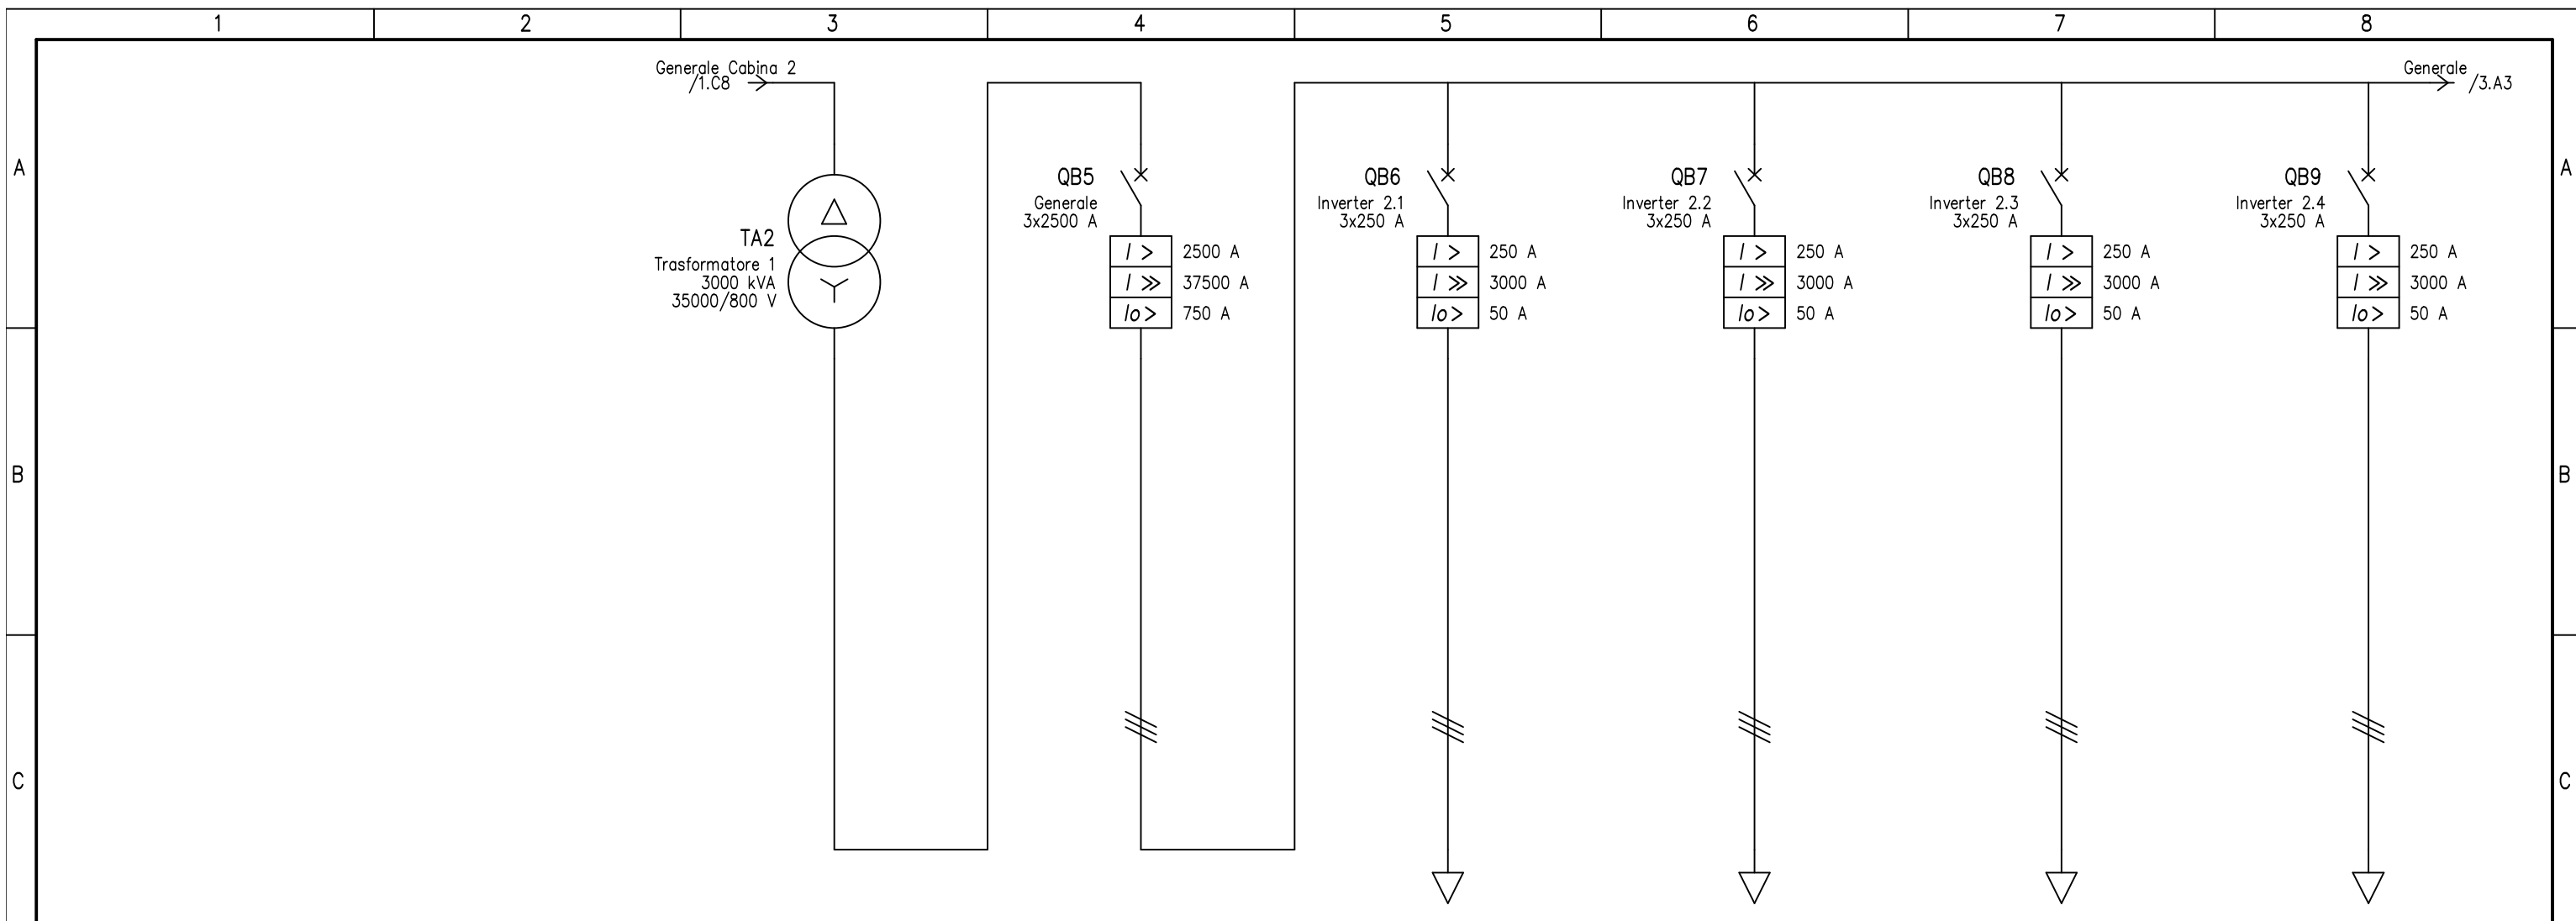 1 2 3 4 5 6 7 8
Generale Cabina 2
/1.C8
Generale
/3.A3
A
A
TA2
Trasformatore 1
3000 kVA
35000/800 V
QB5
Generale
3x2500 A
I > 2500 A
I >> 37500 A
Io> 750 A
QB6
Inverter 2.1
3x250 A
I > 250 A
I >> 3000 A
Io> 50 A
QB7
Inverter 2.2
3x250 A
I > 250 A
I >> 3000 A
Io> 50 A
QB8
Inverter 2.3
3x250 A
I > 250 A
I >> 3000 A
Io> 50 A
QB9
Inverter 2.4
3x250 A
I > 250 A
I >> 3000 A
Io> 50 A
B
B
C
C